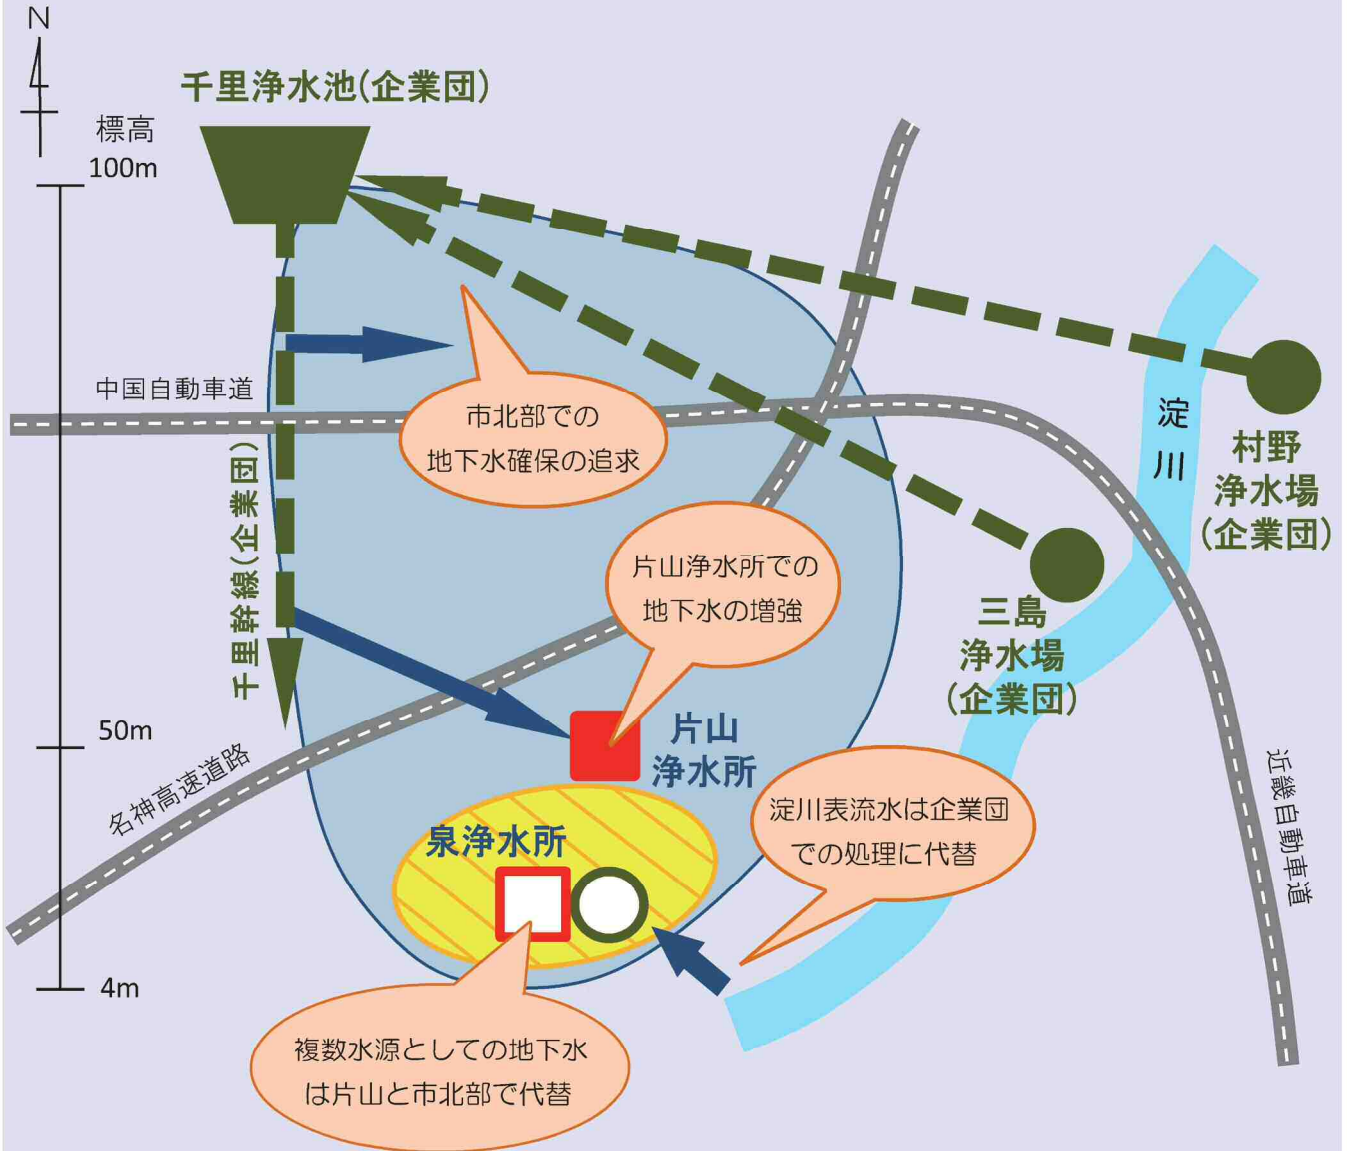 N
千里浄水池(企業団)
標高
100m
中国自動車道
市北部での
地下水確保の追求
淀
川
村野
浄水場
(企業団)
千里幹線(企業団)
片山浄水所での
地下水の増強
三島
浄水場
(企業団)
50m
片山
浄水所
名神高速道路
近畿自動車道
淀川表流水は企業団
での処理に代替
泉浄水所
4m
複数水源としての地下水
は片山と市北部で代替